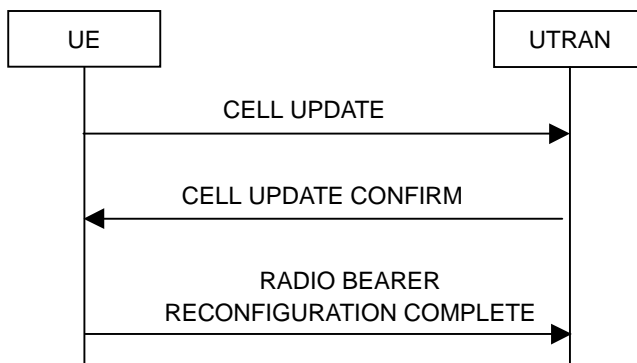 UE
UTRAN
CELL UPDATE
CELL UPDATE CONFIRM
RADIO BEARER
RECONFIGURATION COMPLETE